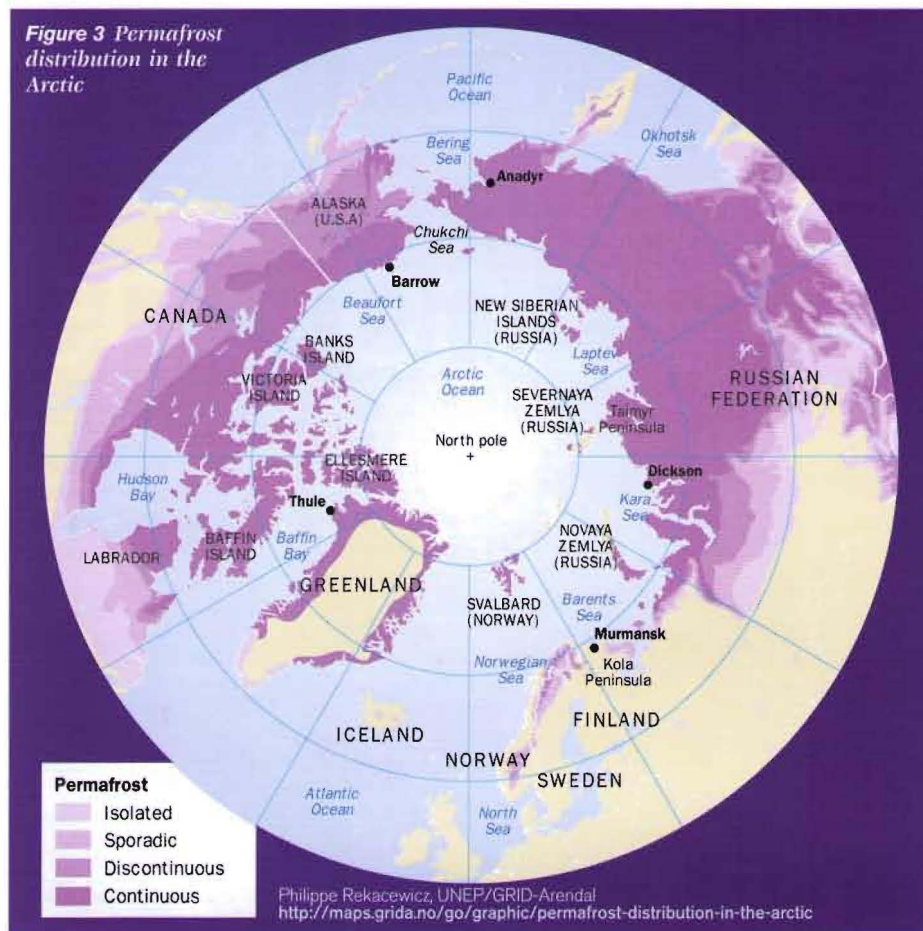 Figure 3 Permafrost
distribution in the
Arctic
Pacific
Ocean
Okhotsk
Sea
Bering
Sea
Anadyr
ALASKA
(U.S.A)
Chukchi
Sea
Barrow
Beaufort
Sea
CANADA
NEW SIBERIAN
ISLANDS
(RUSSIA)
BANKS
ISLAND
Laptev
Sea
VICTORIA
ISLAND
Arctic
Ocean
RUSSIAN
FEDERATION
SEVERNAYA
ZEMLYA
(RUSSIA)
Taimyr
Peninsula
North pole
ELLESMERE
ISLAND
Dickson
Hudson
Bay
Thule
Kara
Sea
BAFFIN
ISLAND
Baffin
Bay
NOVAYA
ZEMLYA
(RUSSIA)
LABRADOR
GREENLAND
SVALBARD
(NORWAY)
Barents
Sea
Murmansk
Kola
Peninsula
Norwegian
Sea
FINLAND
ICELAND
NORWAY
SWEDEN
Atlantic
Ocean
North
Sea
Permafrost
Isolated
Sporadic
Discontinuous
Continuous
Philippe Rekacewicz, UNEP/GRID-Arendal
http://maps.grida.no/go/graphic/permafrost-distribution-in-the-arctic